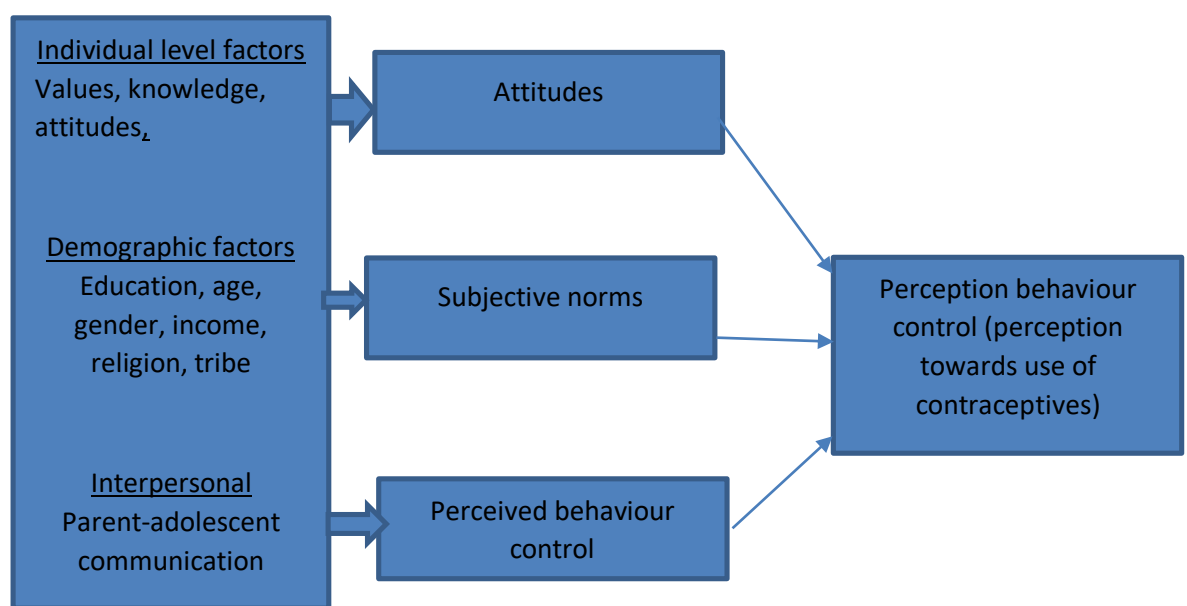 Individual level factors
Values, knowledge,
attitudes,
Demographic factors
Education, age,
gender, income,
religion, tribe
Interpersonal
Parent-adolescent
communication
Attitudes
Subjective norms
Perceived behaviour
control
Perception behaviour
control (perception
towards use of
contraceptives)